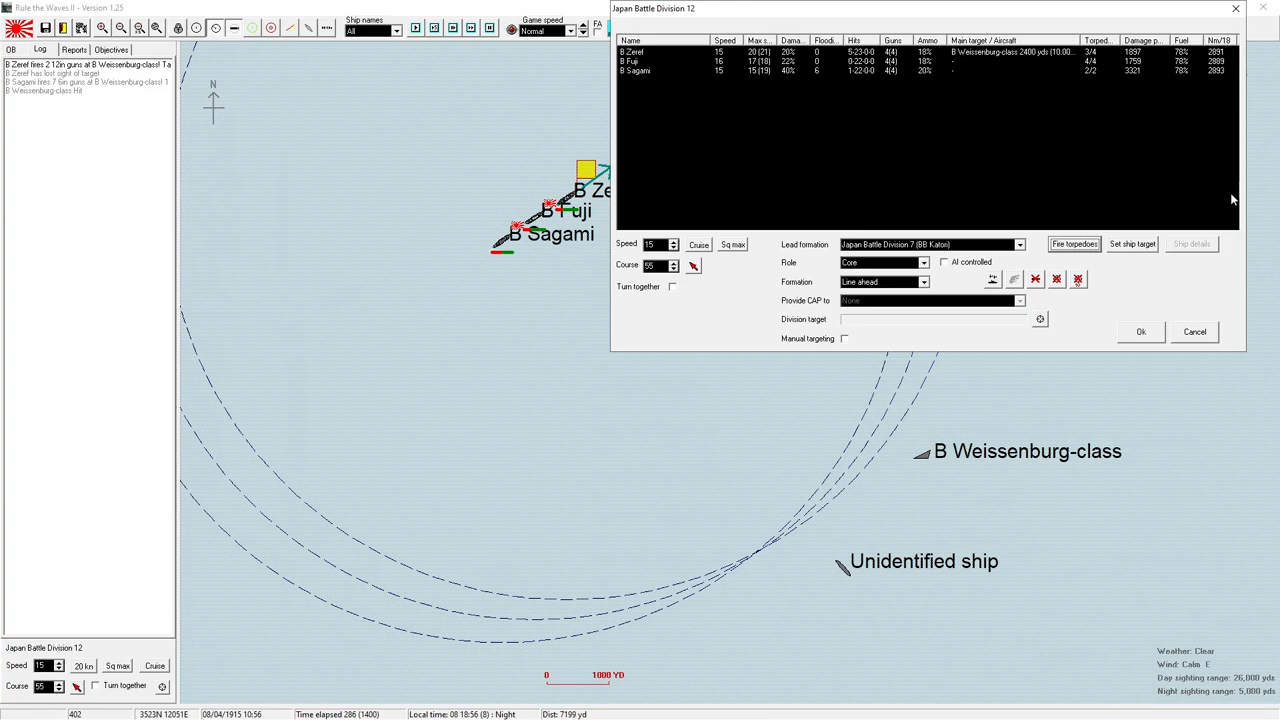 Rule the Waves II - Version 1.25
Ship names
All
Game speed
Normal
FA
OB Log Reports Objectives
B Zeref fires 2 12in guns at B Weissenburg-class! Ta
B Zeref has lost sight of target
B Sagami fires 7 6in guns at B Weissenburg-class! 1
B Weissenburg-class Hit
N
B Ze
B Fuji
B Sagami
Japan Battle Division 12
Name Speed Max s... Dama... Floodi... Hits Guns Ammo Main target / Aircraft Torped... Damage p... Fuel Nm/18
B Zeref 15 20 (21) 20% 0 5-23-0-0 4(4) 18% B Weissenburg-class 2400 yds (10.00... 3/4 1897 78% 2891
B Fuji 16 17 (18) 22% 0 0-22-0-0 4(4) 18% - 4/4 1759 78% 2889
B Sagami 15 15 (19) 40% 6 1-22-0-0 4(4) 20% - 2/2 3321 78% 2893
Speed 15 Cruise Sq max
Course 55
Turn together
Lead formation Japan Battle Division 7 (BB Katori)
Role Core AI controlled
Formation Line ahead
Provide CAP to None
Division target
Manual targeting
Fire torpedoes Set ship target Ship details
Ok Cancel
B Weissenburg-class
Unidentified ship
0 1000 YD
Weather: Clear
Wind: Calm E
Day sighting range: 26,000 yds
Night sighting range: 5,000 yds
Japan Battle Division 12
Speed 15 20 kn Sq max Cruise
Course 55 Turn together
402 3523N 12051E 08/04/1915 10:56 Time elapsed 286 (1400) Local time: 08 18:56 (8) : Night Dist: 7199 yd